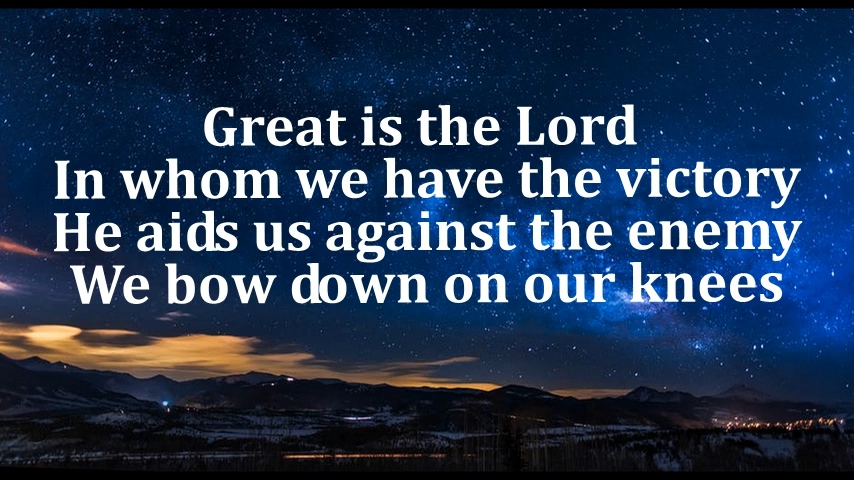 Great is the Lord
In whom we have the victory
He aids us against the enemy
We bow down on our knees